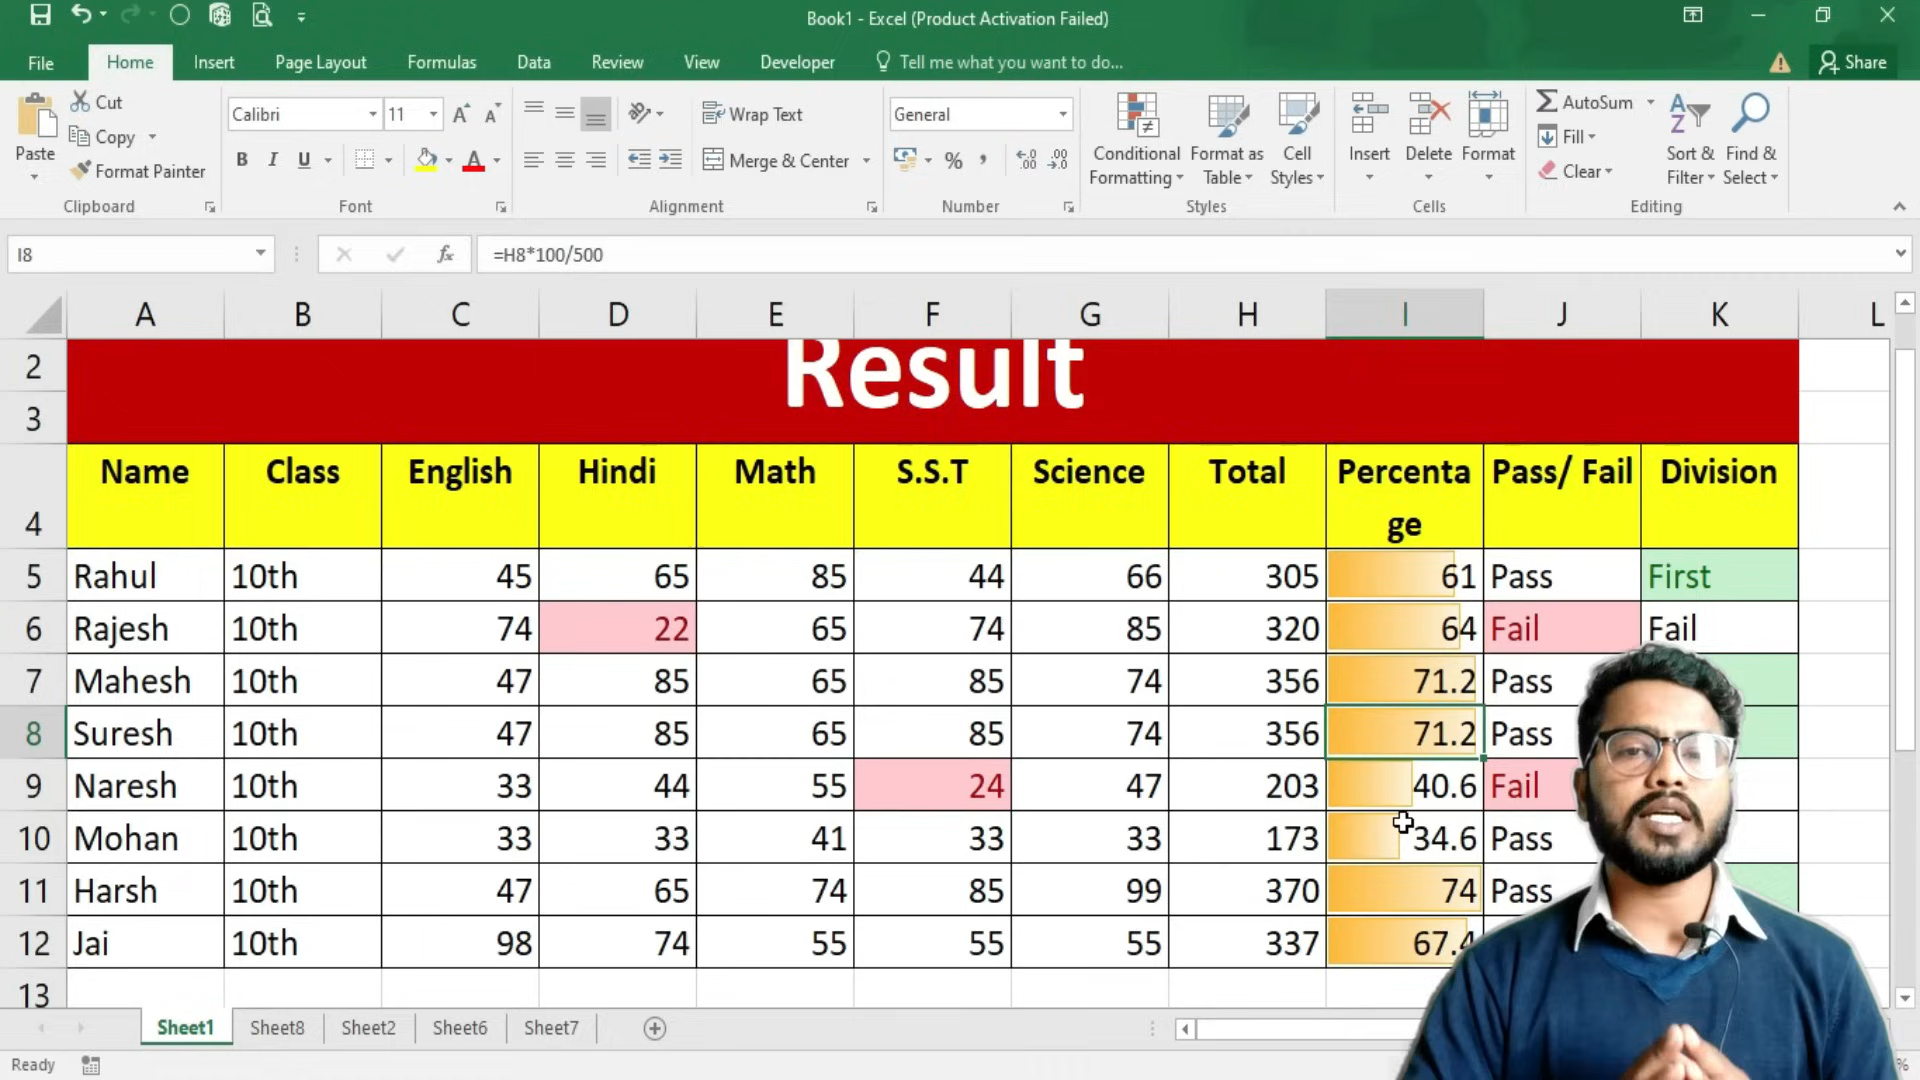 Book1 - Excel (Product Activation Failed)
File Home Insert Page Layout Formulas Data Review View Developer Tell me what you want to do... Share
Paste Cut Copy Format Painter Clipboard
Calibri 11 B I U A Font
Wrap Text Merge & Center Alignment
General % , Number
Conditional Formatting Format as Table Cell Styles Styles
Insert Delete Format Cells
AutoSum Fill Clear Sort & Filter Find & Select Editing
I8 fx =H8*100/500
A B C D E F G H I J K L
2 Result
3
4 Name Class English Hindi Math S.S.T Science Total Percentage Pass/ Fail Division
5 Rahul 10th 45 65 85 44 66 305 61 Pass First
6 Rajesh 10th 74 22 65 74 85 320 64 Fail Fail
7 Mahesh 10th 47 85 65 85 74 356 71.2 Pass
8 Suresh 10th 47 85 65 85 74 356 71.2 Pass
9 Naresh 10th 33 44 55 24 47 203 40.6 Fail
10 Mohan 10th 33 33 41 33 33 173 34.6 Pass
11 Harsh 10th 47 65 74 85 99 370 74 Pass
12 Jai 10th 98 74 55 55 55 337 67.4
13
Sheet1 Sheet8 Sheet2 Sheet6 Sheet7
Ready %